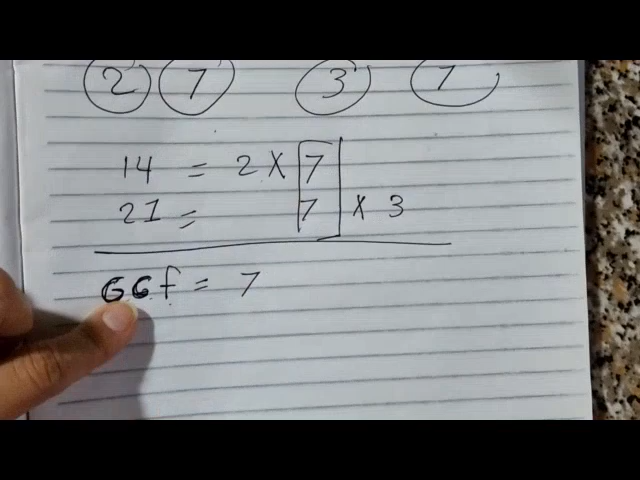 2 7 3 7
14 = 2 X 7
21 = 7 X 3
GCf = 7